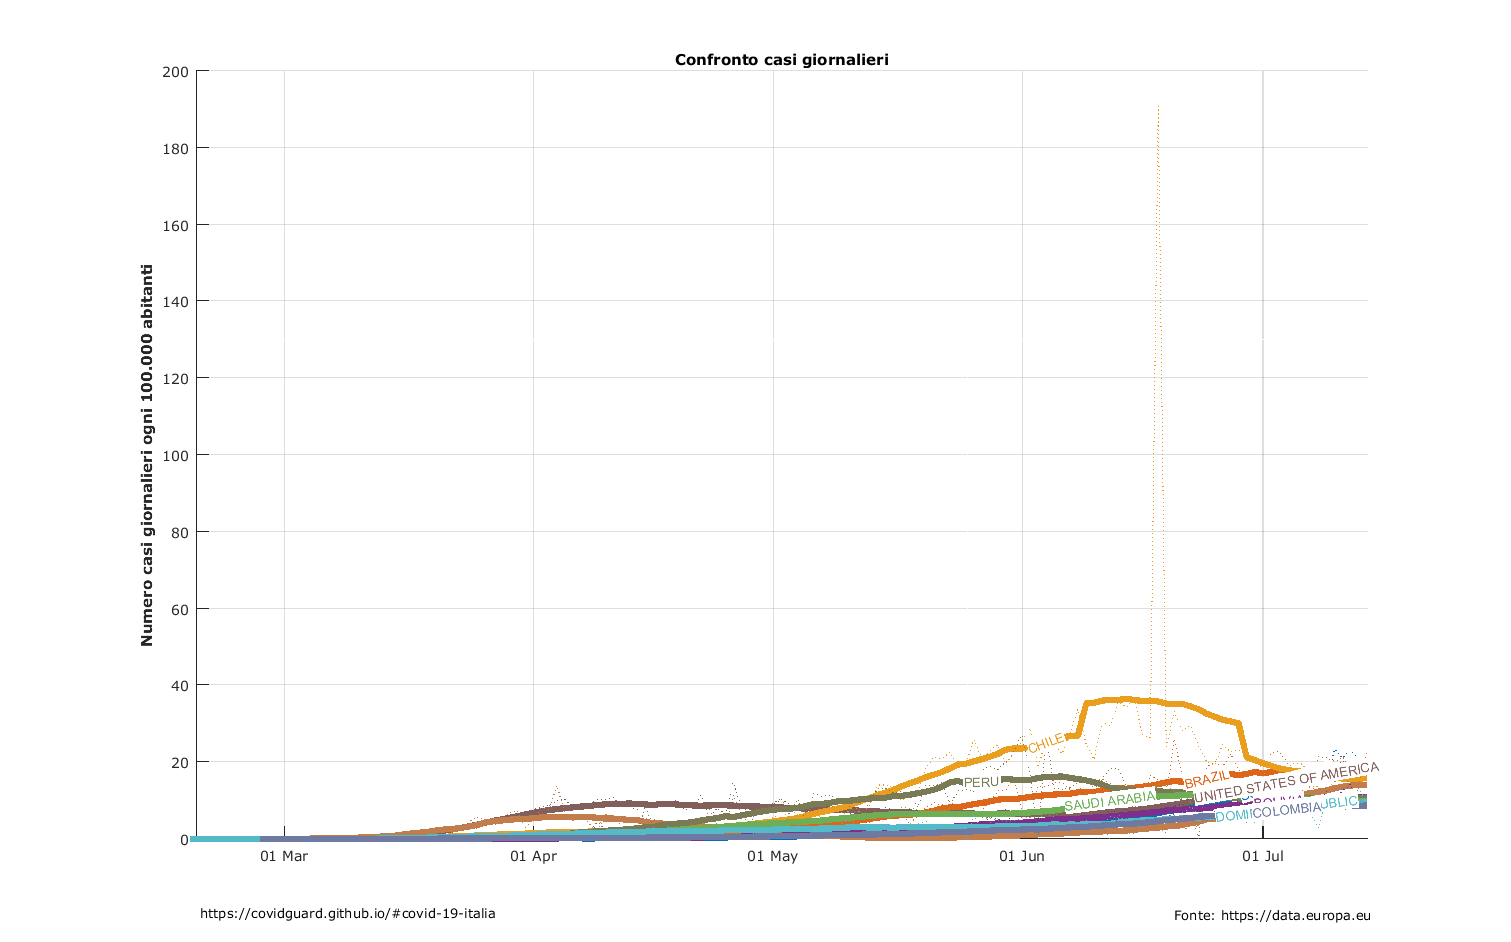 Confronto casi giornalieri
Numero casi giornalieri ogni 100.000 abitanti
200
180
160
140
120
100
80
60
40
20
0
CHILE
PERU
BRAZIL
UNITED STATES OF AMERICA
SAUDI ARABIA
COLOMBIA
01 Mar
01 Apr
01 May
01 Jun
01 Jul
https://covidguard.github.io/#covid-19-italia
Fonte: https://data.europa.eu